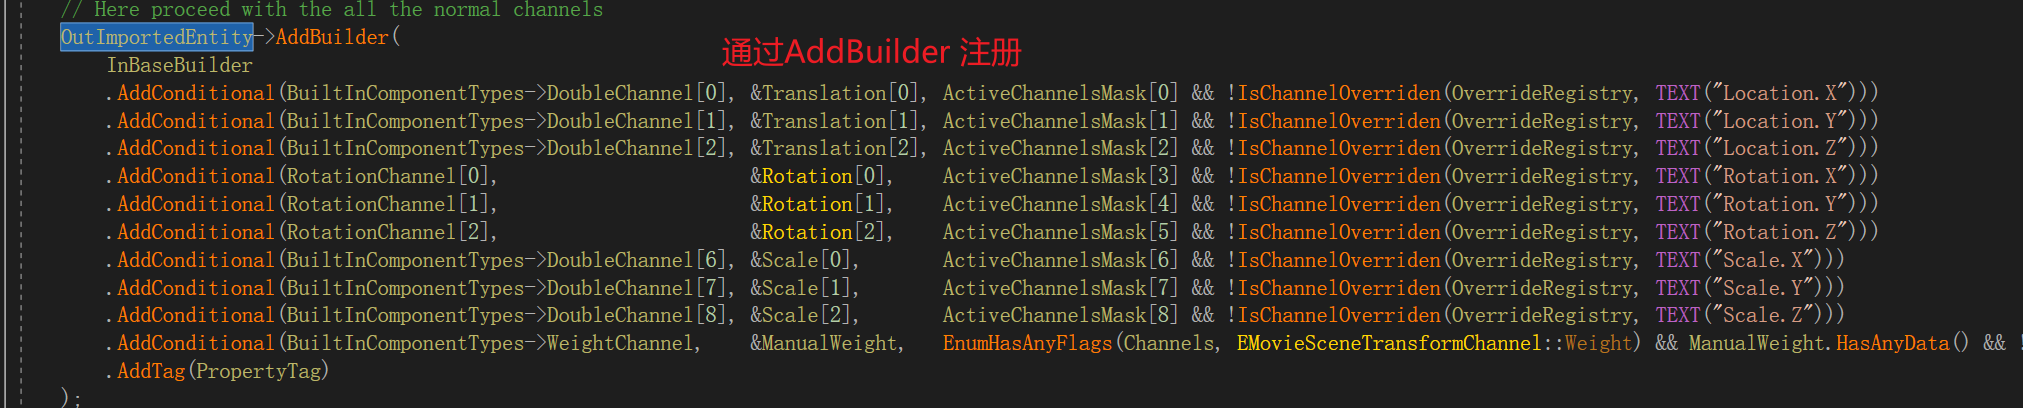 // Here proceed with the all the normal channels
OutImportedEntity->AddBuilder(
通过AddBuilder 注册
InBaseBuilder
.AddConditional(BuiltInComponentTypes->DoubleChannel[0], &Translation[0], ActiveChannelsMask[0] && !IsChannelOverriden(OverrideRegistry, TEXT("Location.X")))
.AddConditional(BuiltInComponentTypes->DoubleChannel[1], &Translation[1], ActiveChannelsMask[1] && !IsChannelOverriden(OverrideRegistry, TEXT("Location.Y")))
.AddConditional(BuiltInComponentTypes->DoubleChannel[2], &Translation[2], ActiveChannelsMask[2] && !IsChannelOverriden(OverrideRegistry, TEXT("Location.Z")))
.AddConditional(RotationChannel[0], &Rotation[0], ActiveChannelsMask[3] && !IsChannelOverriden(OverrideRegistry, TEXT("Rotation.X")))
.AddConditional(RotationChannel[1], &Rotation[1], ActiveChannelsMask[4] && !IsChannelOverriden(OverrideRegistry, TEXT("Rotation.Y")))
.AddConditional(RotationChannel[2], &Rotation[2], ActiveChannelsMask[5] && !IsChannelOverriden(OverrideRegistry, TEXT("Rotation.Z")))
.AddConditional(BuiltInComponentTypes->DoubleChannel[6], &Scale[0], ActiveChannelsMask[6] && !IsChannelOverriden(OverrideRegistry, TEXT("Scale.X")))
.AddConditional(BuiltInComponentTypes->DoubleChannel[7], &Scale[1], ActiveChannelsMask[7] && !IsChannelOverriden(OverrideRegistry, TEXT("Scale.Y")))
.AddConditional(BuiltInComponentTypes->DoubleChannel[8], &Scale[2], ActiveChannelsMask[8] && !IsChannelOverriden(OverrideRegistry, TEXT("Scale.Z")))
.AddConditional(BuiltInComponentTypes->WeightChannel, &ManualWeight, EnumHasAnyFlags(Channels, EMovieSceneTransformChannel::Weight) && ManualWeight.HasAnyData() && !
.AddTag(PropertyTag)
);